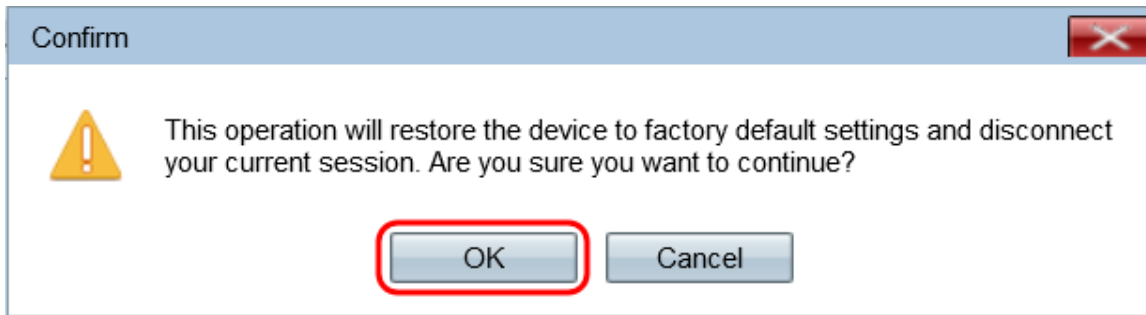 Confirm
This operation will restore the device to factory default settings and disconnect
your current session. Are you sure you want to continue?
OK
Cancel